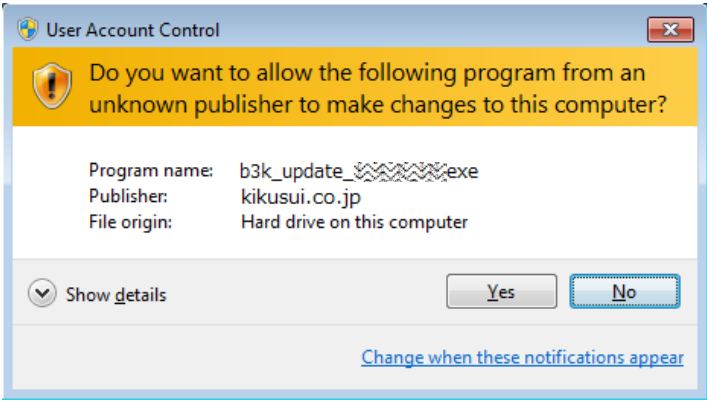 User Account Control
Do you want to allow the following program from an
unknown publisher to make changes to this computer?
Program name: b3k_update_ exe
Publisher: kikusui.co.jp
File origin: Hard drive on this computer
Show details
Yes
No
Change when these notifications appear